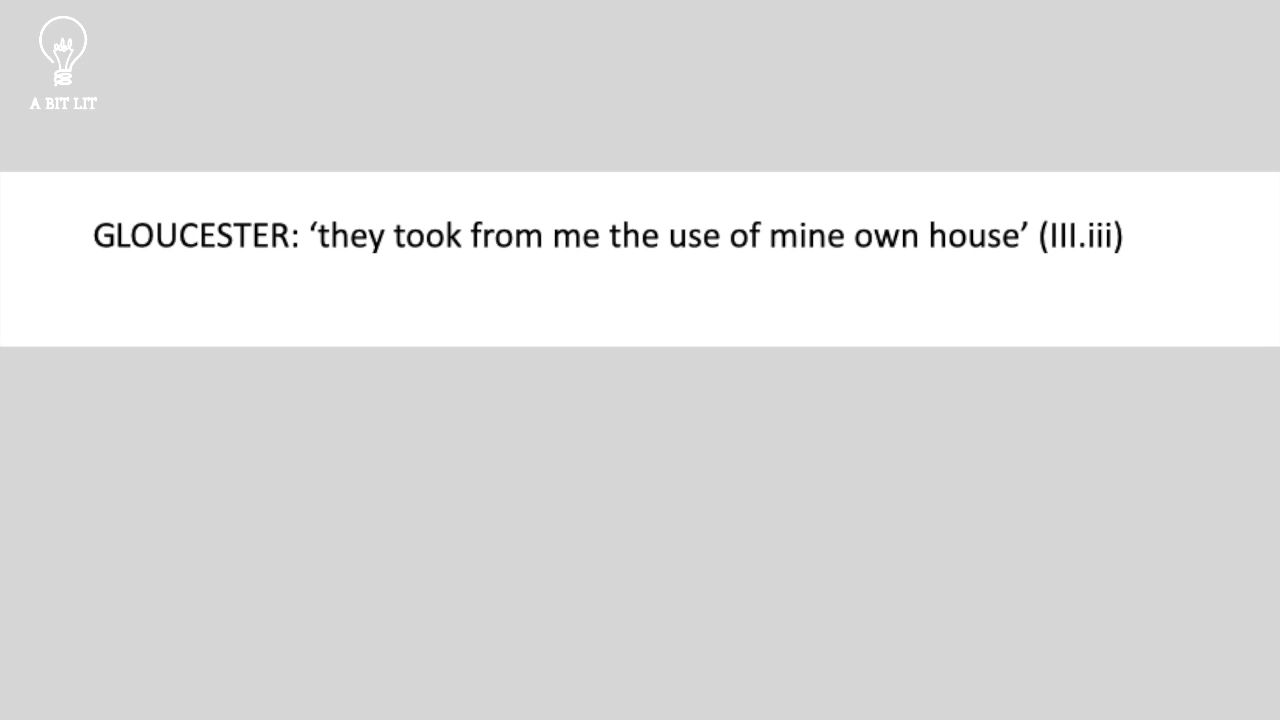 A BIT LIT
GLOUCESTER: ‘they took from me the use of mine own house’ (III.iii)